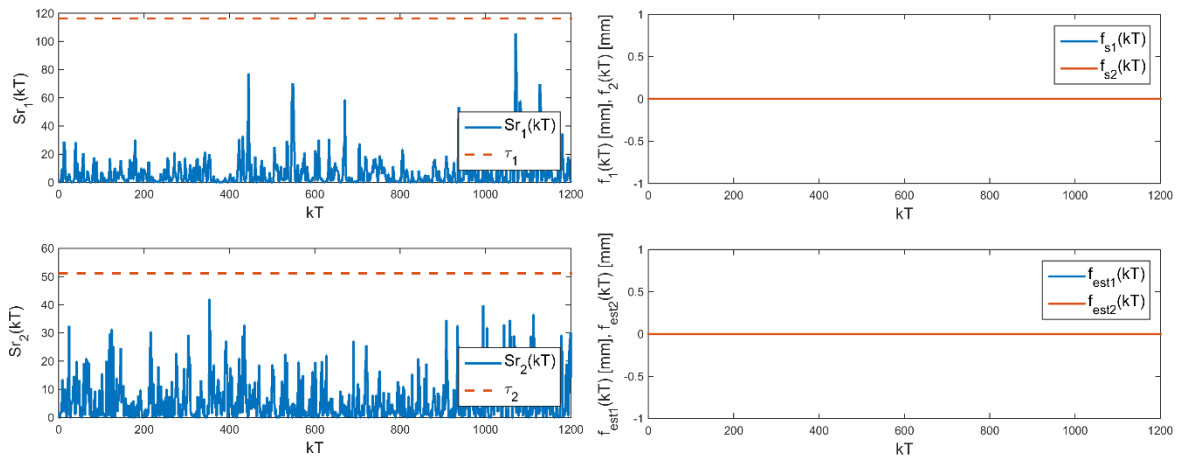 120
100
80
60
40
20
0
Sr1(kT)
Sr1(kT)
τ1
0 200 400 600 800 1000 1200
kT
1
0.5
0
-0.5
-1
f1(kT) [mm], f2(kT) [mm]
fs1(kT)
fs2(kT)
0 200 400 600 800 1000 1200
kT
60
50
40
30
20
10
0
Sr2(kT)
Sr2(kT)
τ2
0 200 400 600 800 1000 1200
kT
1
0.5
0
-0.5
-1
fest1(kT) [mm], fest2(kT) [mm]
fest1(kT)
fest2(kT)
0 200 400 600 800 1000 1200
kT